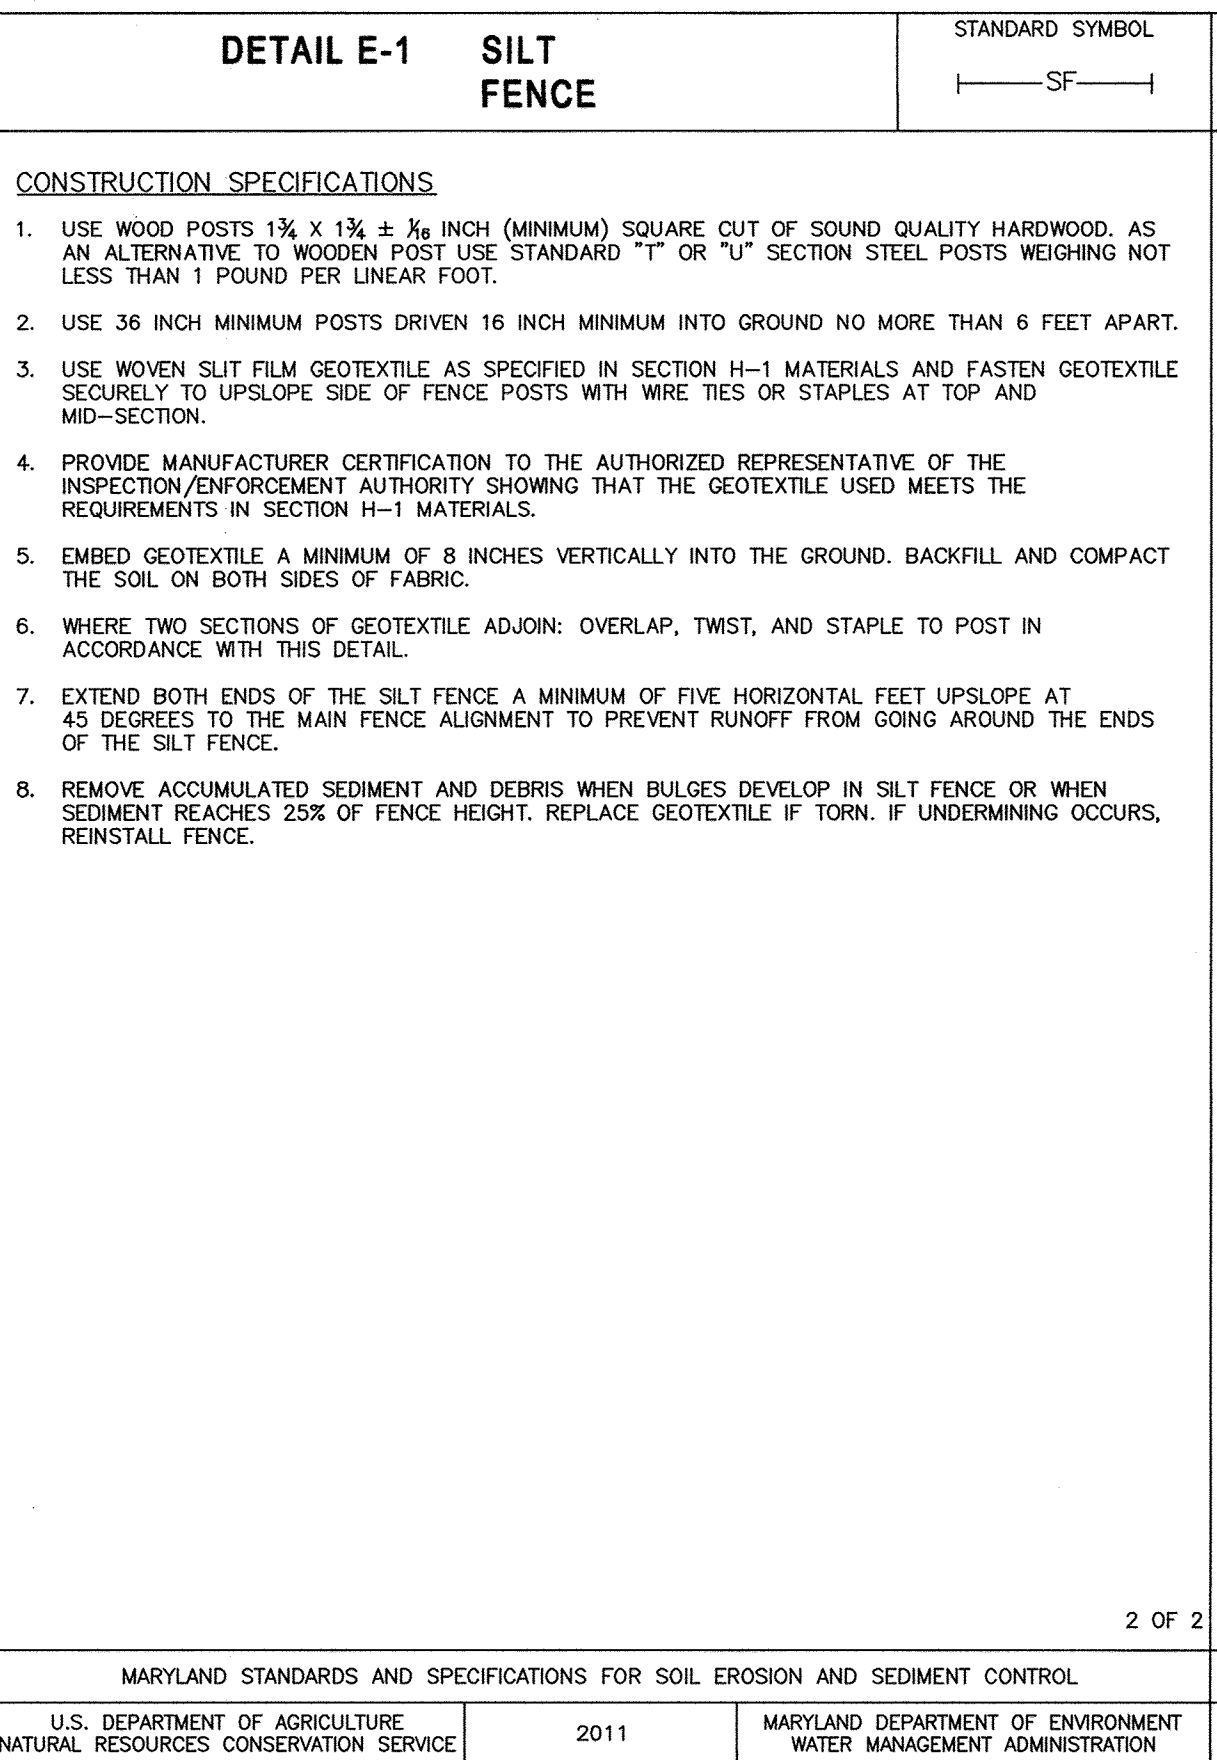 DETAIL E-1 SILT
FENCE
STANDARD SYMBOL
SF
CONSTRUCTION SPECIFICATIONS
1. USE WOOD POSTS 1¾ X 1¾ ± 1⁄16 INCH (MINIMUM) SQUARE CUT OF SOUND QUALITY HARDWOOD. AS
AN ALTERNATIVE TO WOODEN POST USE STANDARD "T" OR "U" SECTION STEEL POSTS WEIGHING NOT
LESS THAN 1 POUND PER LINEAR FOOT.
2. USE 36 INCH MINIMUM POSTS DRIVEN 16 INCH MINIMUM INTO GROUND NO MORE THAN 6 FEET APART.
3. USE WOVEN SLIT FILM GEOTEXTILE AS SPECIFIED IN SECTION H-1 MATERIALS AND FASTEN GEOTEXTILE
SECURELY TO UPSLOPE SIDE OF FENCE POSTS WITH WIRE TIES OR STAPLES AT TOP AND
MID-SECTION.
4. PROVIDE MANUFACTURER CERTIFICATION TO THE AUTHORIZED REPRESENTATIVE OF THE
INSPECTION/ENFORCEMENT AUTHORITY SHOWING THAT THE GEOTEXTILE USED MEETS THE
REQUIREMENTS IN SECTION H-1 MATERIALS.
5. EMBED GEOTEXTILE A MINIMUM OF 8 INCHES VERTICALLY INTO THE GROUND. BACKFILL AND COMPACT
THE SOIL ON BOTH SIDES OF FABRIC.
6. WHERE TWO SECTIONS OF GEOTEXTILE ADJOIN: OVERLAP, TWIST, AND STAPLE TO POST IN
ACCORDANCE WITH THIS DETAIL.
7. EXTEND BOTH ENDS OF THE SILT FENCE A MINIMUM OF FIVE HORIZONTAL FEET UPSLOPE AT
45 DEGREES TO THE MAIN FENCE ALIGNMENT TO PREVENT RUNOFF FROM GOING AROUND THE ENDS
OF THE SILT FENCE.
8. REMOVE ACCUMULATED SEDIMENT AND DEBRIS WHEN BULGES DEVELOP IN SILT FENCE OR WHEN
SEDIMENT REACHES 25% OF FENCE HEIGHT. REPLACE GEOTEXTILE IF TORN. IF UNDERMINING OCCURS,
REINSTALL FENCE.
2 OF 2
MARYLAND STANDARDS AND SPECIFICATIONS FOR SOIL EROSION AND SEDIMENT CONTROL
U.S. DEPARTMENT OF AGRICULTURE
NATURAL RESOURCES CONSERVATION SERVICE
2011
MARYLAND DEPARTMENT OF ENVIRONMENT
WATER MANAGEMENT ADMINISTRATION